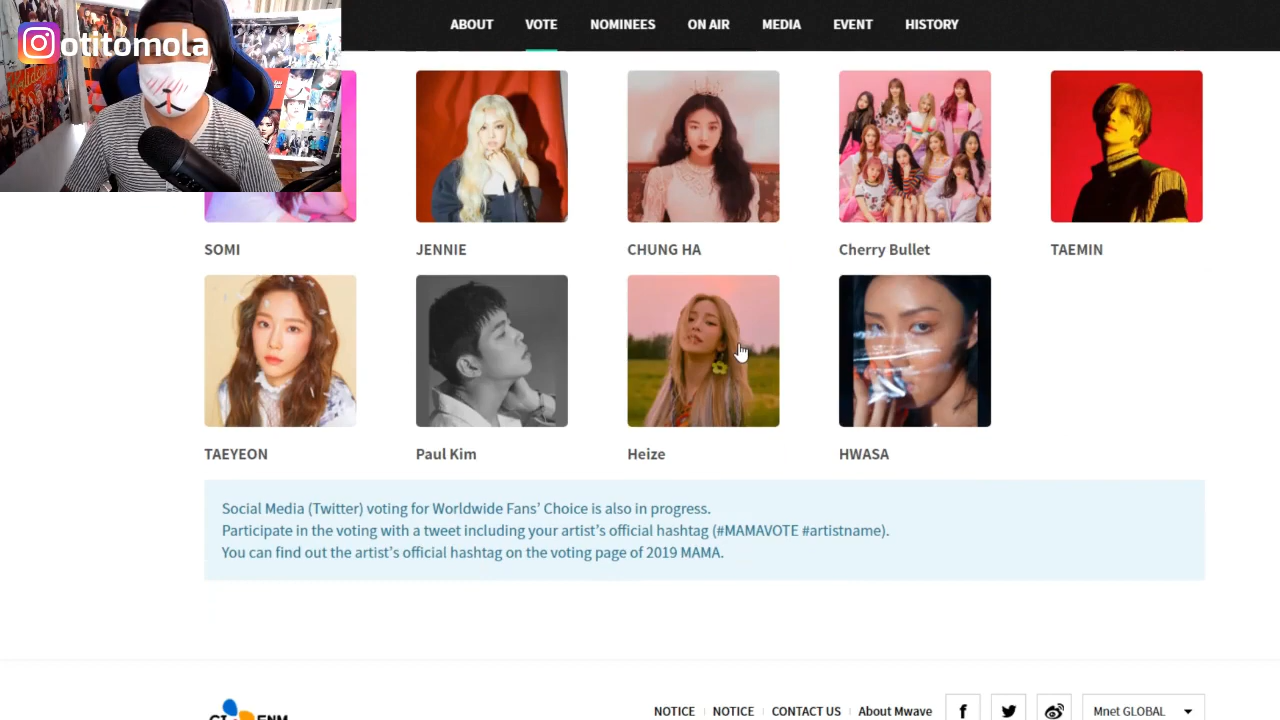 otitomola
ABOUT VOTE NOMINEES ON AIR MEDIA EVENT HISTORY
SOMI JENNIE CHUNG HA Cherry Bullet TAEMIN
TAEYEON Paul Kim Heize HWASA
Social Media (Twitter) voting for Worldwide Fans’ Choice is also in progress.
Participate in the voting with a tweet including your artist’s official hashtag (#MAMAVOTE #artistname).
You can find out the artist’s official hashtag on the voting page of 2019 MAMA.
CJ ENM NOTICE NOTICE CONTACT US About Mwave f Mnet GLOBAL